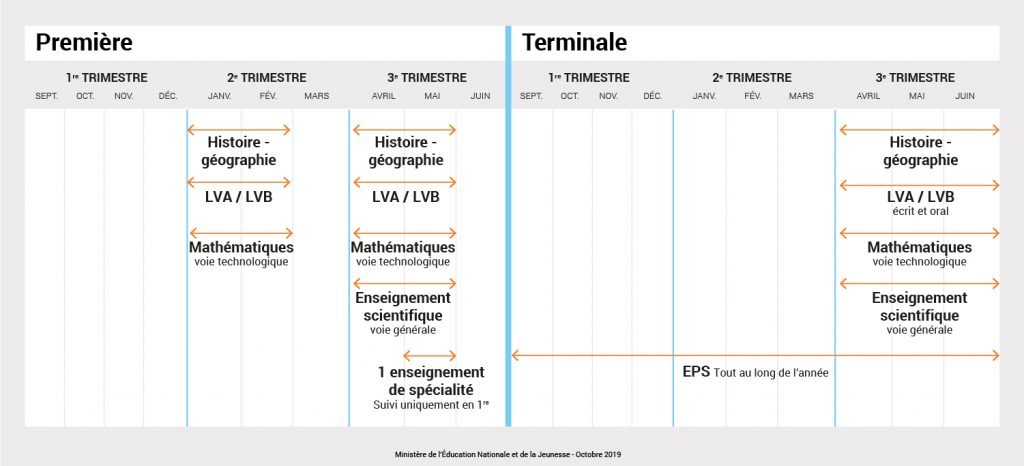 Première
Terminale
1re TRIMESTRE
2e TRIMESTRE
3e TRIMESTRE
1re TRIMESTRE
2e TRIMESTRE
3e TRIMESTRE
SEPT. OCT. NOV. DÉC. JANV. FÉV. MARS AVRIL MAI JUIN
SEPT. OCT. NOV. DÉC. JANV. FÉV. MARS AVRIL MAI JUIN
Histoire -
géographie
LVA / LVB
Mathématiques
voie technologique
Histoire -
géographie
LVA / LVB
Mathématiques
voie technologique
Enseignement
scientifique
voie générale
1 enseignement
de spécialité
Suivi uniquement en 1re
Histoire -
géographie
LVA / LVB
écrit et oral
Mathématiques
voie technologique
Enseignement
scientifique
voie générale
EPS Tout au long de l'année
Ministère de l'Éducation Nationale et de la Jeunesse - Octobre 2019